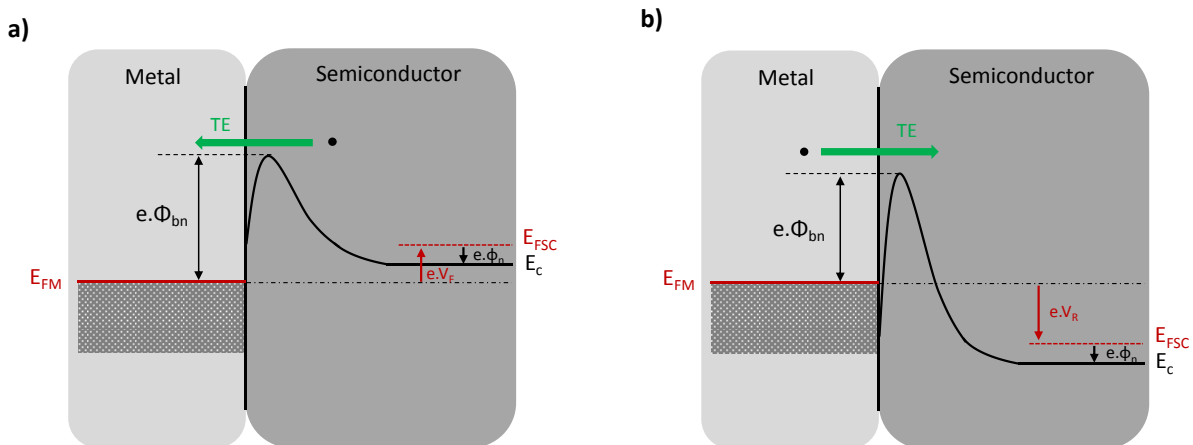 a)
Metal
Semiconductor
TE
e.Φbn
EFSC
e.ϕn
Ec
EFM
e.VF
b)
Metal
Semiconductor
TE
e.Φbn
EFM
e.VR
EFSC
e.ϕn
Ec